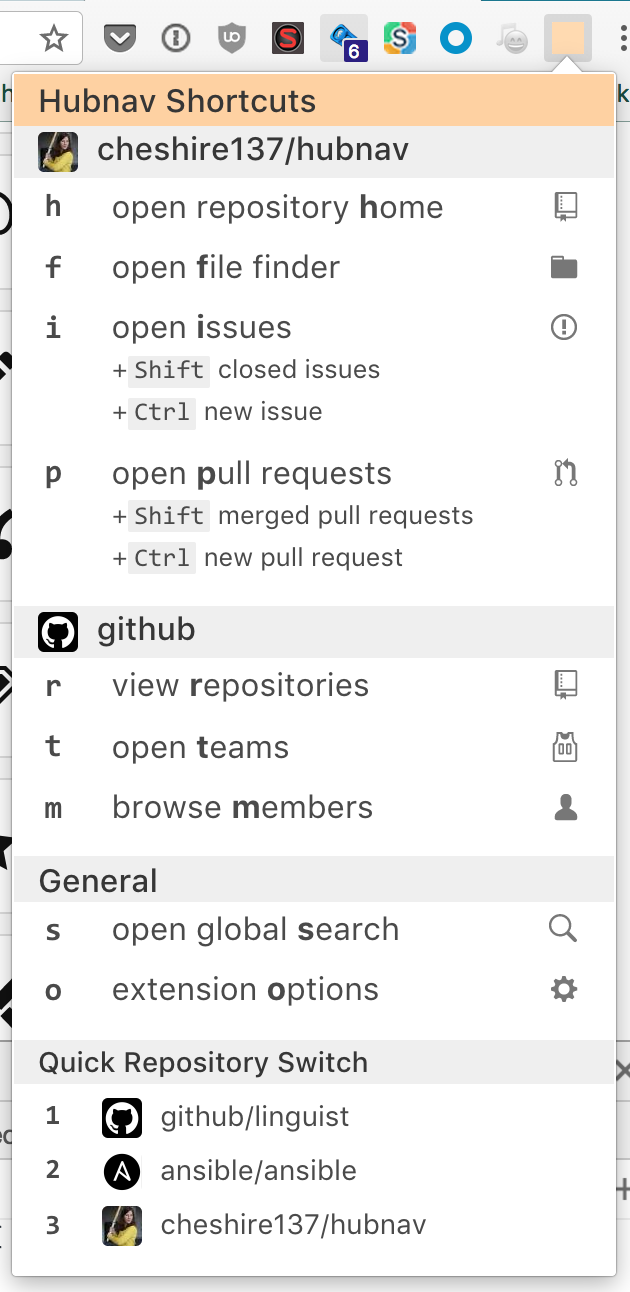 6
Hubnav Shortcuts
cheshire137/hubnav
h open repository home
f open file finder
i open issues
+ Shift closed issues
+ Ctrl new issue
p open pull requests
+ Shift merged pull requests
+ Ctrl new pull request
github
r view repositories
t open teams
m browse members
General
s open global search
o extension options
Quick Repository Switch
1 github/linguist
2 ansible/ansible
3 cheshire137/hubnav